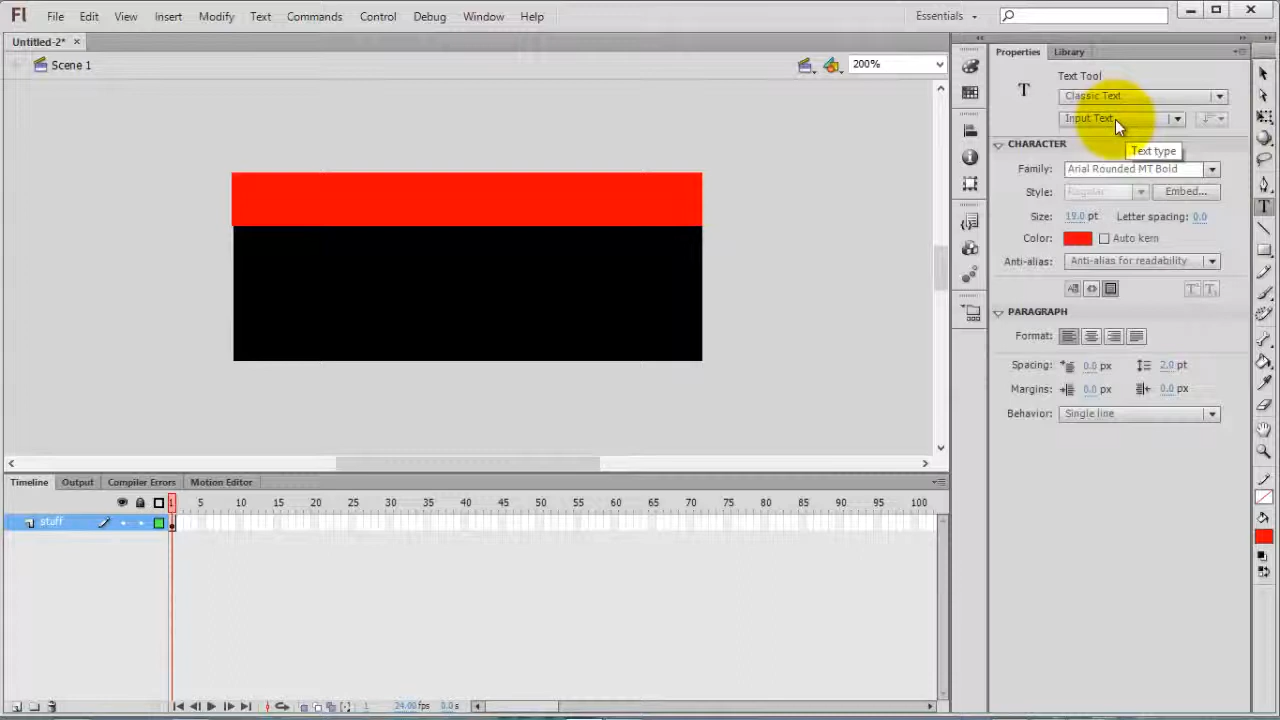 Fl File Edit View Insert Modify Text Commands Control Debug Window Help Essentials
Untitled-2*
Scene 1 200%
Properties Library
Text Tool
T Classic Text
Input Text
Text type
CHARACTER
Family: Arial Rounded MT Bold
Style: Regular Embed...
Size: 19.0 pt Letter spacing: 0.0
Color: Auto kern
Anti-alias: Anti-alias for readability
PARAGRAPH
Format:
Spacing: 0.0 px 2.0 pt
Margins: 0.0 px 0.0 px
Behavior: Single line
Timeline Output Compiler Errors Motion Editor
1 5 10 15 20 25 30 35 40 45 50 55 60 65 70 75 80 85 90 95 100
stuff
1 24.00 fps 0.0 s